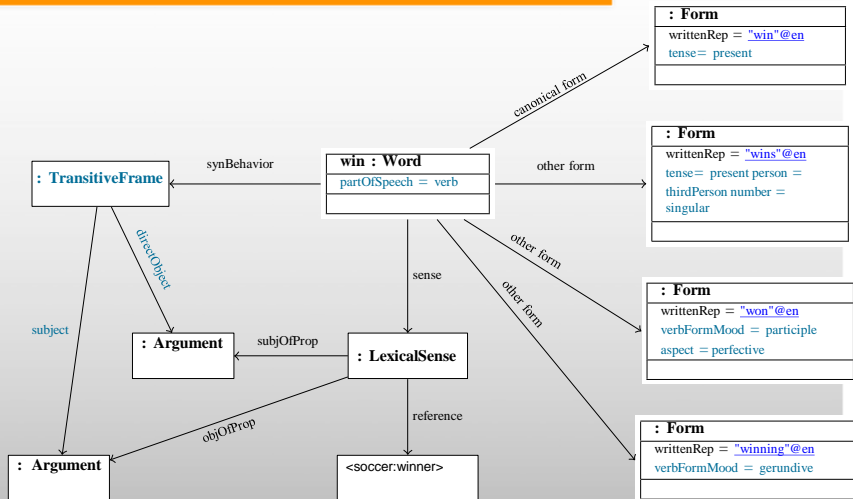 : Form
writtenRep = "win"@en
tense= present
canonical form
: Form
writtenRep = "wins"@en
tense= present person =
thirdPerson number =
singular
other form
win : Word
partOfSpeech = verb
synBehavior
: TransitiveFrame
directObject
subject
sense
other form
other form
: Form
writtenRep = "won"@en
verbFormMood = participle
aspect = perfective
: Argument
subjOfProp
: LexicalSense
objOfProp
reference
: Form
writtenRep = "winning"@en
verbFormMood = gerundive
: Argument
<soccer:winner>